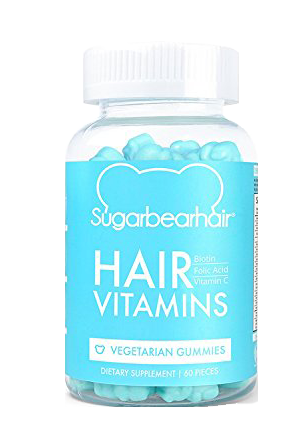 Sugarbearhair®
HAIR
Biotin
Folic Acid
Vitamin C
VITAMINS
VEGETARIAN GUMMIES
DIETARY SUPPLEMENT | 60 PIECES